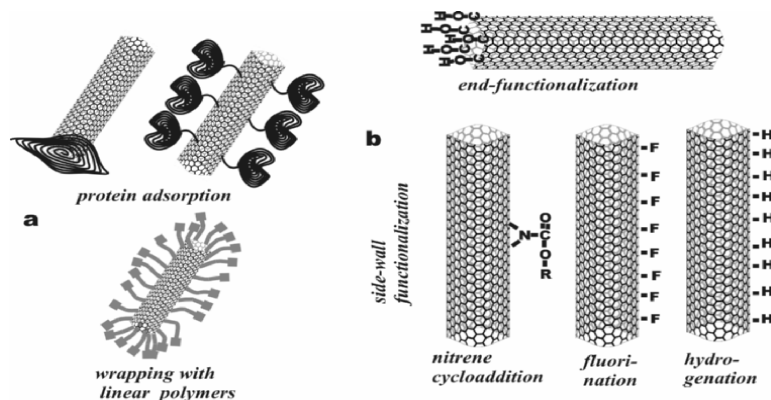 protein adsorption
a
wrapping with
linear polymers
end-functionalization
b
side-wall
functionalization
N-C-O
O
R
nitrene
cycloaddition
F
F
F
F
F
F
F
F
fluori-
nation
H
H
H
H
H
H
H
H
H
hydro-
genation